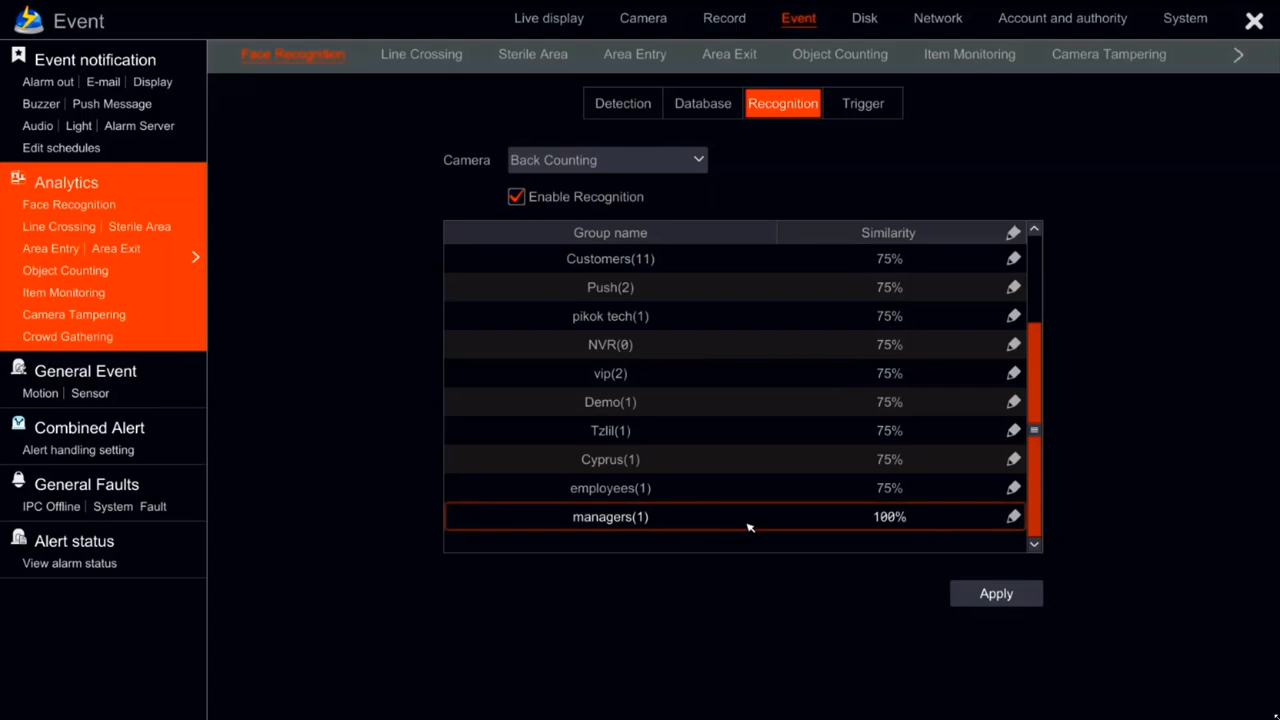 Event
Live display Camera Record Event Disk Network Account and authority System
Face Recognition Line Crossing Sterile Area Area Entry Area Exit Object Counting Item Monitoring Camera Tampering
Event notification
Alarm out | E-mail | Display
Buzzer | Push Message
Audio | Light | Alarm Server
Edit schedules
Analytics
Face Recognition
Line Crossing | Sterile Area
Area Entry | Area Exit
Object Counting
Item Monitoring
Camera Tampering
Crowd Gathering
General Event
Motion | Sensor
Combined Alert
Alert handling setting
General Faults
IPC Offline | System Fault
Alert status
View alarm status
Detection Database Recognition Trigger
Camera Back Counting
Enable Recognition
Group name Similarity
Customers(11) 75%
Push(2) 75%
pikok tech(1) 75%
NVR(0) 75%
vip(2) 75%
Demo(1) 75%
Tzlil(1) 75%
Cyprus(1) 75%
employees(1) 75%
managers(1) 100%
Apply